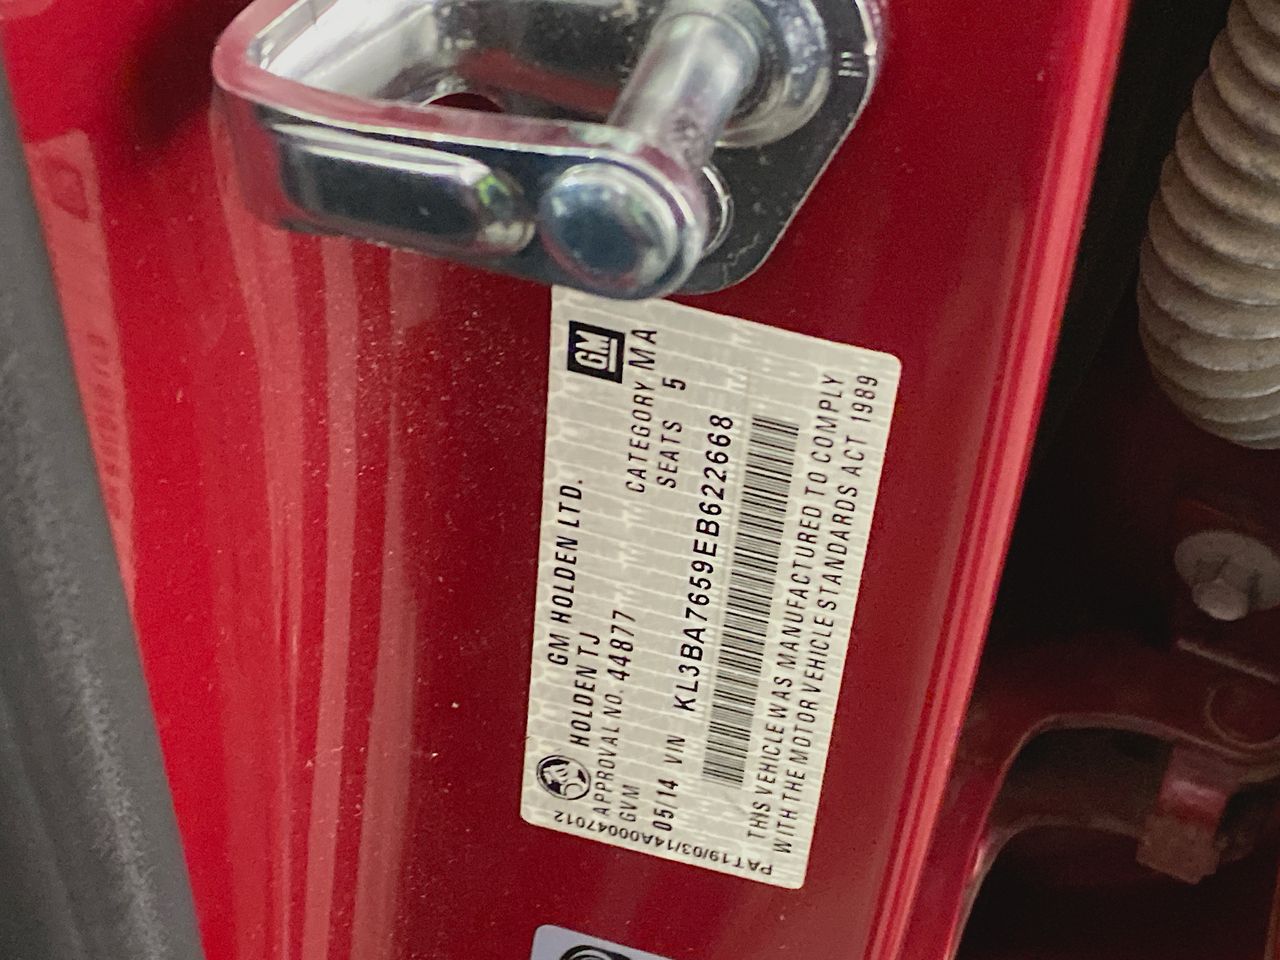 GM
GM HOLDEN LTD.
HOLDEN TJ
CATEGORY MA
APPROVAL NO. 44877
SEATS 5
GVM
05/14 VIN KL3BA7659EB622668
THIS VEHICLE WAS MANUFACTURED TO COMPLY
WITH THE MOTOR VEHICLE STANDARDS ACT 1989
PAT19/03/14A00047012